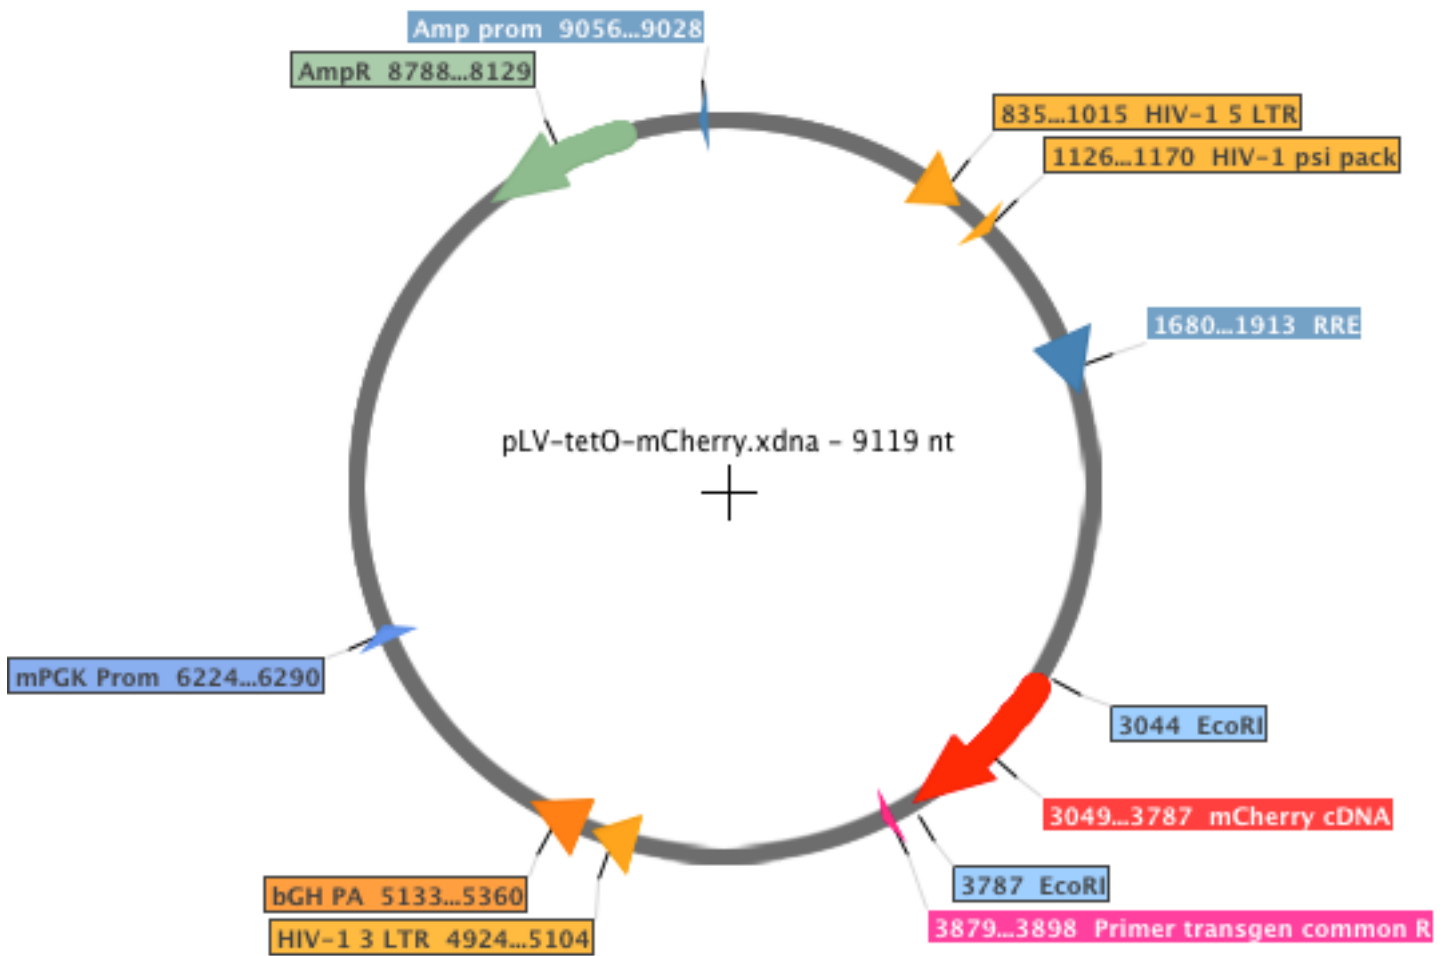 Amp prom 9056...9028
AmpR 8788...8129
835...1015 HIV-1 5 LTR
1126...1170 HIV-1 psi pack
1680...1913 RRE
pLV-tetO-mCherry.xdna - 9119 nt
mPGK Prom 6224...6290
3044 EcoRI
3049...3787 mCherry cDNA
3787 EcoRI
bGH PA 5133...5360
3879...3898 Primer transgen common R
HIV-1 3 LTR 4924...5104